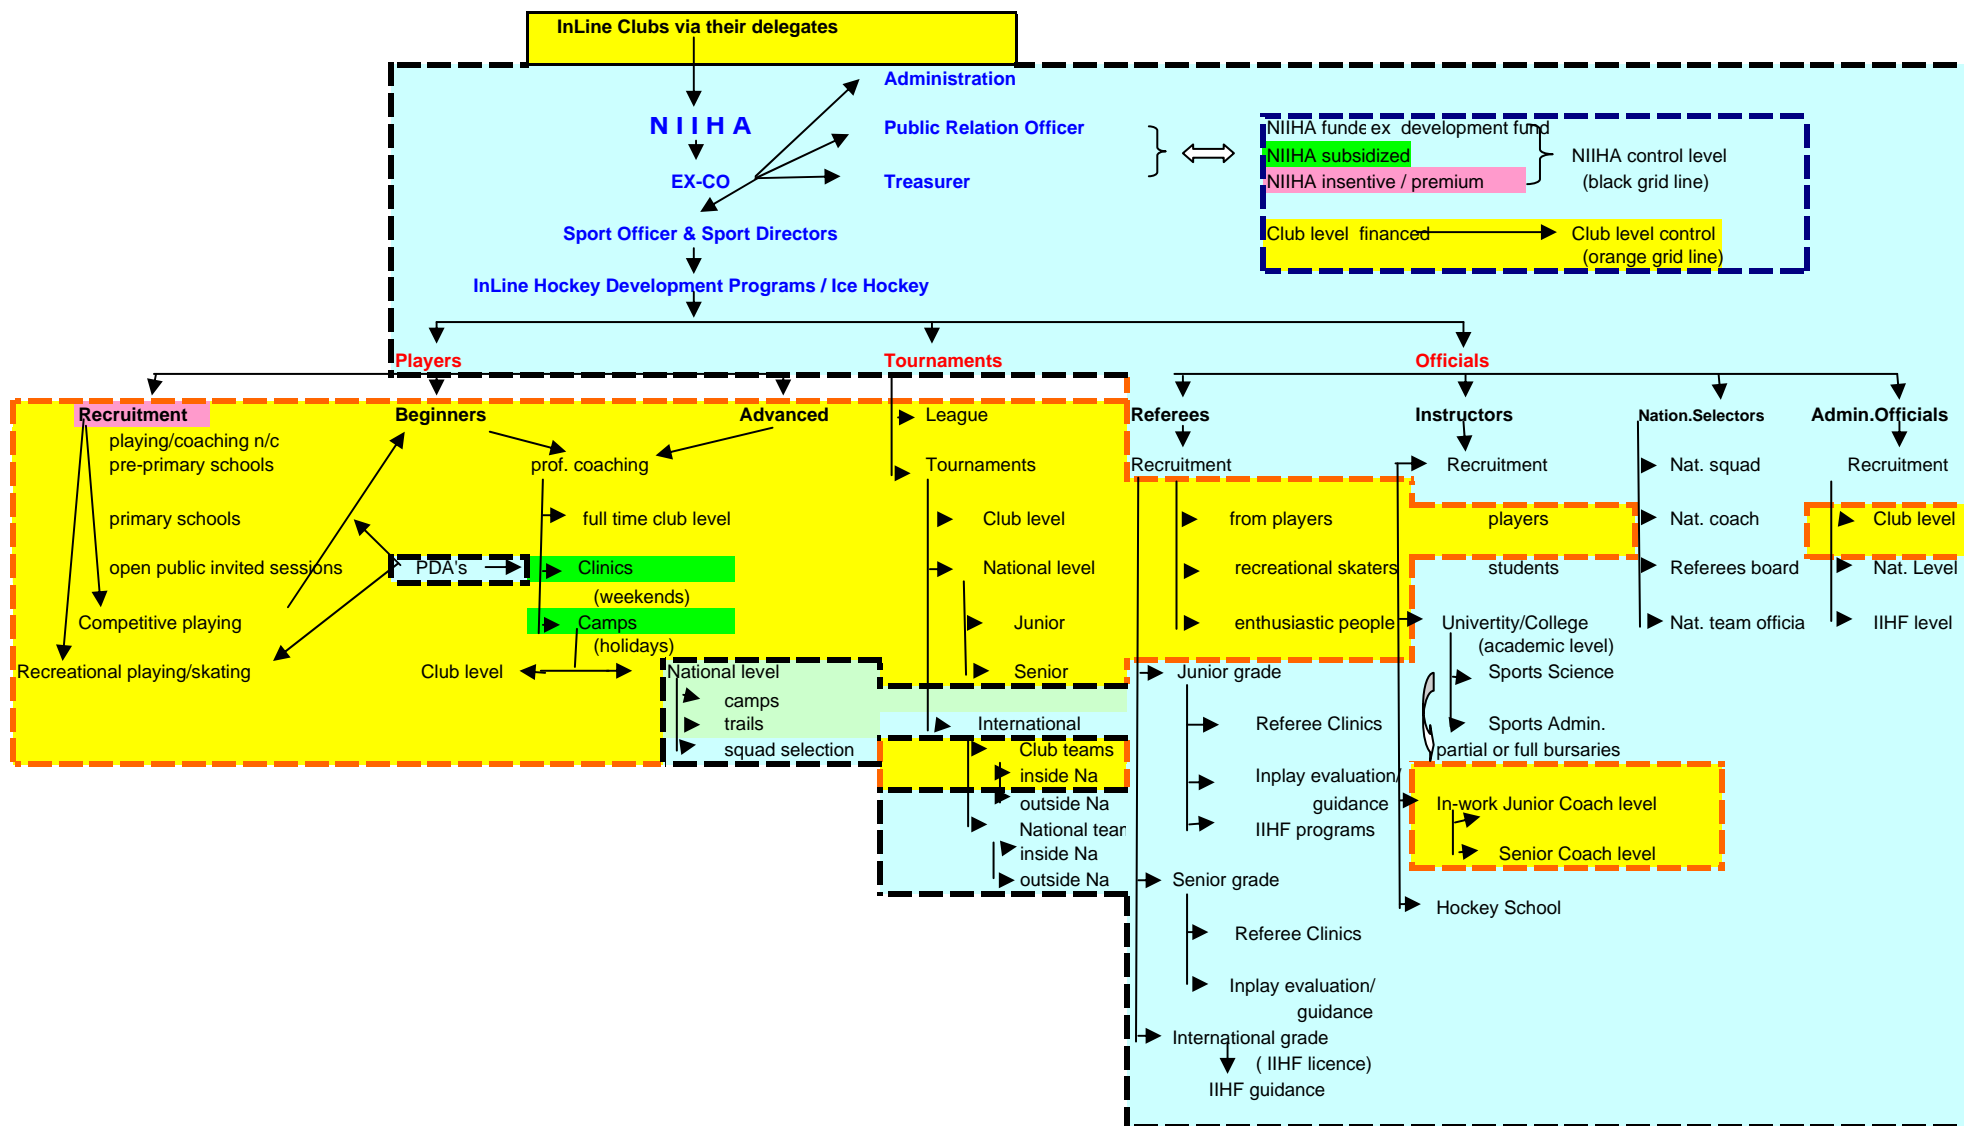 InLine Clubs via their delegates
Administration
N I I H A
Public Relation Officer
EX-CO
Treasurer
Sport Officer & Sport Directors
InLine Hockey Development Programs / Ice Hockey
NIIHA funde ex development fund
NIIHA subsidized
NIIHA insentive / premium
NIIHA control level
(black grid line)
Club level financed
Club level control
(orange grid line)
Players
Tournaments
Officials
Recruitment
playing/coaching n/c
pre-primary schools
primary schools
open public invited sessions
Competitive playing
Recreational playing/skating
Beginners
PDA's
Advanced
prof. coaching
full time club level
Clinics
(weekends)
Camps
(holidays)
Club level
National level
camps
trails
squad selection
League
Tournaments
Club level
National level
Junior
Senior
International
Club teams
inside Na
outside Na
National team
inside Na
outside Na
Referees
Recruitment
from players
recreational skaters
enthusiastic people
Junior grade
Referee Clinics
Inplay evaluation/
guidance
IIHF programs
Senior grade
Referee Clinics
Inplay evaluation/
guidance
International grade
( IIHF licence)
IIHF guidance
Instructors
Recruitment
players
students
Univertity/College
(academic level)
Sports Science
Sports Admin.
partial or full bursaries
In-work Junior Coach level
Senior Coach level
Hockey School
Nation.Selectors
Nat. squad
Nat. coach
Referees board
Nat. team officia
Admin.Officials
Recruitment
Club level
Nat. Level
IIHF level